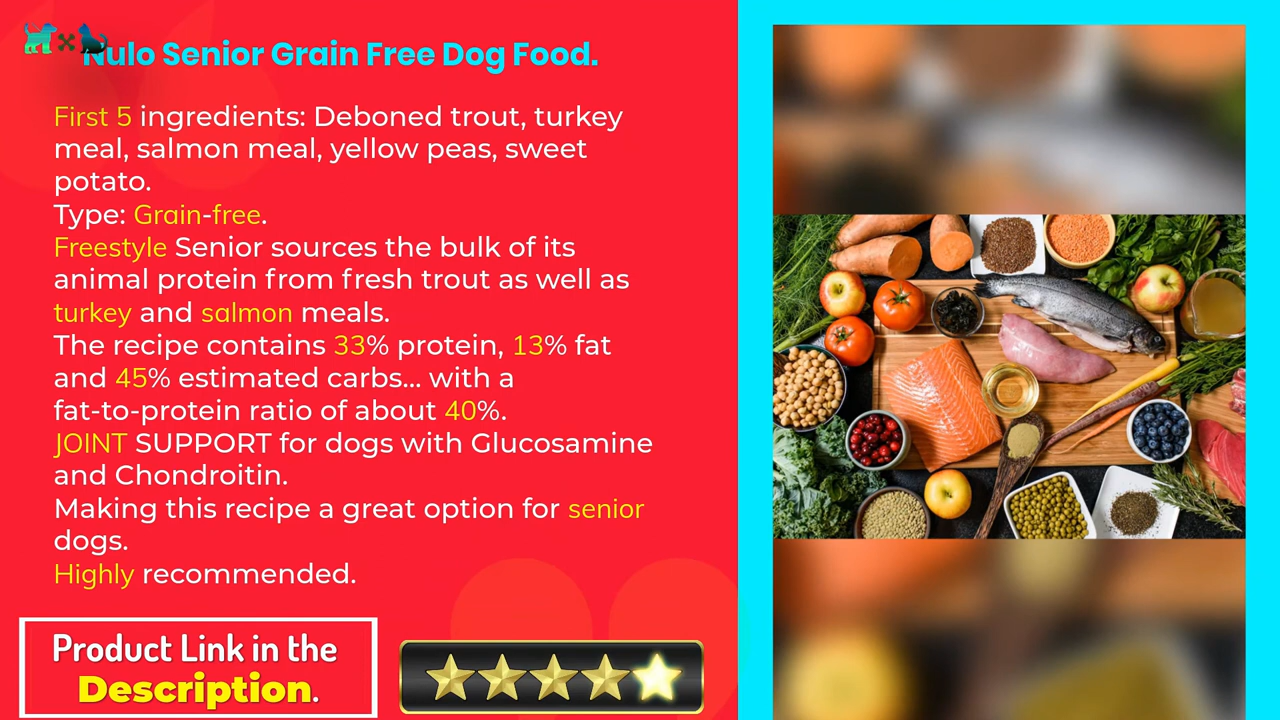 Nulo Senior Grain Free Dog Food.
First 5 ingredients: Deboned trout, turkey
meal, salmon meal, yellow peas, sweet
potato.
Type: Grain-free.
Freestyle Senior sources the bulk of its
animal protein from fresh trout as well as
turkey and salmon meals.
The recipe contains 33% protein, 13% fat
and 45% estimated carbs... with a
fat-to-protein ratio of about 40%.
JOINT SUPPORT for dogs with Glucosamine
and Chondroitin.
Making this recipe a great option for senior
dogs.
Highly recommended.
Product Link in the
Description.